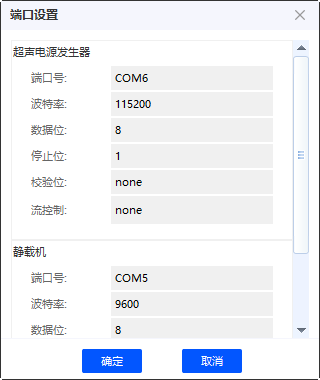 端口设置
超声电源发生器
端口号: COM6
波特率: 115200
数据位: 8
停止位: 1
校验位: none
流控制: none
静载机
端口号: COM5
波特率: 9600
数据位: 8
确定 取消